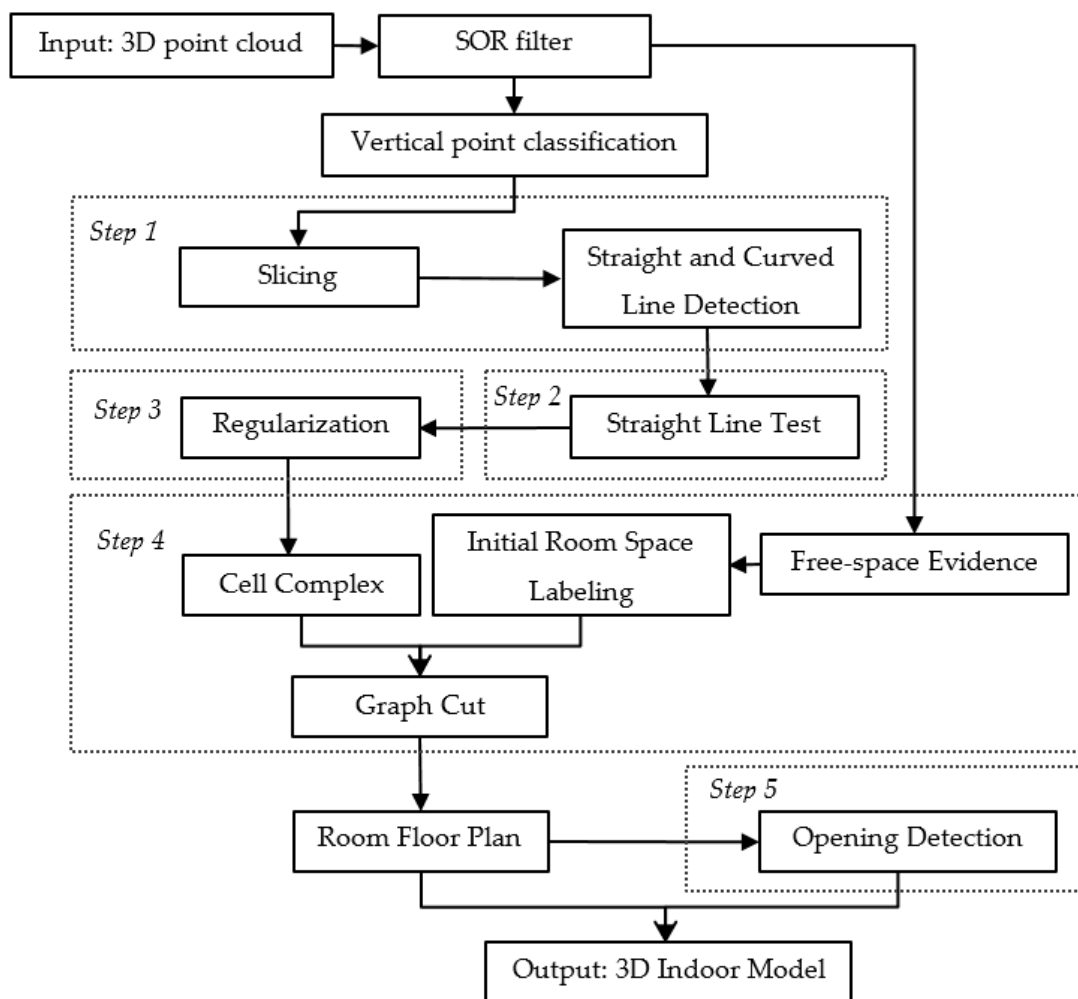 Input: 3D point cloud
SOR filter
Vertical point classification
Step 1
Slicing
Straight and Curved
Line Detection
Step 3
Regularization
Step 2
Straight Line Test
Step 4
Cell Complex
Initial Room Space
Labeling
Free-space Evidence
Graph Cut
Room Floor Plan
Step 5
Opening Detection
Output: 3D Indoor Model